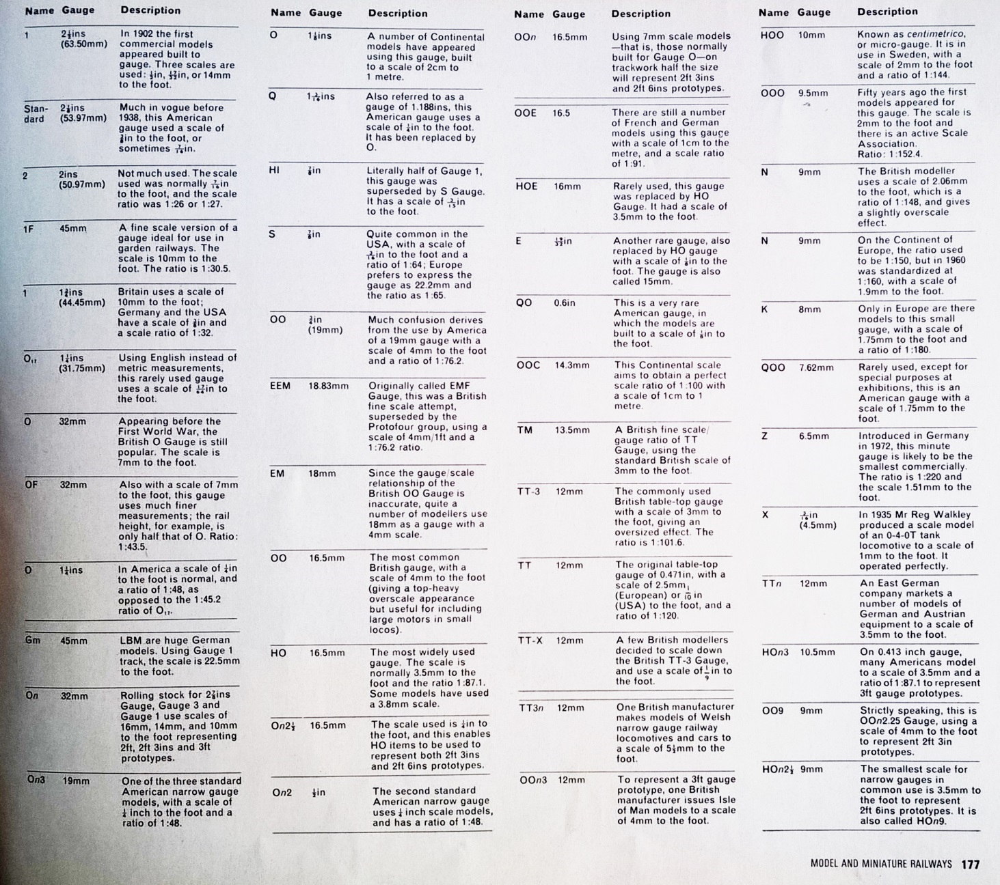 Name Gauge Description
1 2½ins In 1902 the first
(63.50mm) commercial models
appeared built to
gauge. Three scales are
used: in, in, or 14mm
to the foot.
Stan- 2⅛ins Much in vogue before
dard (53.97mm) 1938, this American
gauge used a scale of
⅜in to the foot, or
sometimes 7/16in.
2 2ins Not much used. The scale
(50.97mm) used was normally 7/16in
to the foot, and the scale
ratio was 1:26 or 1:27.
1F 45mm A fine scale version of a
gauge ideal for use in
garden railways. The
scale is 10mm to the
foot. The ratio is 1:30.5.
1 1¾ins Britain uses a scale of
(44.45mm) 10mm to the foot;
Germany and the USA
have a scale of ⅜in and
a scale ratio of 1:32.
O₁₇ 1¼ins Using English instead of
(31.75mm) metric measurements,
this rarely used gauge
uses a scale of 17/64in to
the foot.
O 32mm Appearing before the
First World War, the
British O Gauge is still
popular. The scale is
7mm to the foot.
OF 32mm Also with a scale of 7mm
to the foot, this gauge
uses much finer
measurements; the rail
height, for example, is
only half that of O. Ratio:
1:43.5.
O 1¼ins In America a scale of ¼in
to the foot is normal, and
a ratio of 1:48, as
opposed to the 1:45.2
ratio of O₁₇.
Gm 45mm LBM are huge German
models. Using Gauge 1
track, the scale is 22.5mm
to the foot.
On 32mm Rolling stock for ins
Gauge, Gauge 3 and
Gauge 1 use scales of
16mm, 14mm, and 10mm
to the foot representing
2ft, 2ft 3ins and 3ft
prototypes.
On3 19mm One of the three standard
American narrow gauge
models, with a scale of
¼ inch to the foot and a
ratio of 1:48.
Name Gauge Description
O 1⅛ins A number of Continental
models have appeared
using this gauge, built
to a scale of 2cm to
1 metre.
Q 1 3/16ins Also referred to as a
gauge of 1.188ins, this
American gauge uses a
scale of ¼in to the foot.
It has been replaced by
O.
HI ⅞in Literally half of Gauge 1,
this gauge was
superseded by S Gauge.
It has a scale of in
to the foot.
S ⅞in Quite common in the
USA, with a scale of
3/16in to the foot and a
ratio of 1:64; Europe
prefers to express the
gauge as 22.2mm and
the ratio as 1:65.
OO ¾in Much confusion derives
(19mm) from the use by America
of a 19mm gauge with a
scale of 4mm to the foot
and a ratio of 1:76.2.
EEM 18.83mm Originally called EMF
Gauge, this was a British
fine scale attempt,
superseded by the
Protofour group, using a
scale of 4mm/1ft and a
1:76.2 ratio.
EM 18mm Since the gauge/scale
relationship of the
British OO Gauge is
inaccurate, quite a
number of modellers use
18mm as a gauge with a
4mm scale.
OO 16.5mm The most common
British gauge, with a
scale of 4mm to the foot
(giving a top-heavy
overscale appearance
but useful for including
large motors in small
locos).
HO 16.5mm The most widely used
gauge. The scale is
normally 3.5mm to the
foot and the ratio 1:87.1.
Some models have used
a 3.8mm scale.
On2½ 16.5mm The scale used is ¼in to
the foot, and this enables
HO items to be used to
represent both 2ft 3ins
and 2ft 6ins prototypes.
On2 ½in The second standard
American narrow gauge
uses ¼ inch scale models,
and has a ratio of 1:48.
Name Gauge Description
OOn 16.5mm Using 7mm scale models
—that is, those normally
built for Gauge O—on
trackwork half the size
will represent 2ft 3ins
and 2ft 6ins prototypes.
OOE 16.5 There are still a number
of French and German
models using this gauge
with a scale of 1cm to the
metre, and a scale ratio
of 1:91.
HOE 16mm Rarely used, this gauge
was replaced by HO
Gauge. It had a scale of
3.5mm to the foot.
E 19/32in Another rare gauge, also
replaced by HO gauge
with a scale of ⅛in to the
foot. The gauge is also
called 15mm.
QO 0.6in This is a very rare
American gauge, in
which the models are
built to a scale of ⅛in to
the foot.
OOC 14.3mm This Continental scale
aims to obtain a perfect
scale ratio of 1:100 with
a scale of 1cm to 1
metre.
TM 13.5mm A British fine scale/
gauge ratio of TT
Gauge, using the
standard British scale of
3mm to the foot.
TT-3 12mm The commonly used
British table-top gauge
with a scale of 3mm to
the foot, giving an
oversized effect. The
ratio is 1:101.6.
TT 12mm The original table-top
gauge of 0.471in, with a
scale of 2.5mm,
(European) or 1/10 in
(USA) to the foot, and a
ratio of 1:120.
TT-X 12mm A few British modellers
decided to scale down
the British TT-3 Gauge,
and use a scale of 1/9 in to
the foot.
TT3n 12mm One British manufacturer
makes models of Welsh
narrow gauge railway
locomotives and cars to
a scale of 5½mm to the
foot.
OOn3 12mm To represent a 3ft gauge
prototype, one British
manufacturer issues Isle
of Man models to a scale
of 4mm to the foot.
Name Gauge Description
HOO 10mm Known as centimetrico,
or micro-gauge. It is in
use in Sweden, with a
scale of 2mm to the foot
and a ratio of 1:144.
OOO 9.5mm Fifty years ago the first
models appeared for
this gauge. The scale is
2mm to the foot and
there is an active Scale
Association.
Ratio: 1:152.4.
N 9mm The British modeller
uses a scale of 2.06mm
to the foot, which is a
ratio of 1:148, and gives
a slightly overscale
effect.
N 9mm On the Continent of
Europe, the ratio used
to be 1:150, but in 1960
was standardized at
1:160, with a scale of
1.9mm to the foot.
K 8mm Only in Europe are there
models to this small
gauge, with a scale of
1.75mm to the foot and
a ratio of 1:180.
QOO 7.62mm Rarely used, except for
special purposes at
exhibitions, this is an
American gauge with a
scale of 1.75mm to the
foot.
Z 6.5mm Introduced in Germany
in 1972, this minute
gauge is likely to be the
smallest commercially.
The ratio is 1:220 and
the scale 1.51mm to the
foot.
X 3/16in In 1935 Mr Reg Walkley
(4.5mm) produced a scale model
of an 0-4-0T tank
locomotive to a scale of
1mm to the foot. It
operated perfectly.
TTn 12mm An East German
company markets a
number of models of
German and Austrian
equipment to a scale of
3.5mm to the foot.
HOn3 10.5mm On 0.413 inch gauge,
many Americans model
to a scale of 3.5mm and a
ratio of 1:87.1 to represent
3ft gauge prototypes.
OO9 9mm Strictly speaking, this is
OOn2.25 Gauge, using a
scale of 4mm to the foot
to represent 2ft 3in
prototypes.
HOn2½ 9mm The smallest scale for
narrow gauges in
common use is 3.5mm to
the foot to represent
2ft 6ins prototypes. It is
also called HOn9.
MODEL AND MINIATURE RAILWAYS 177